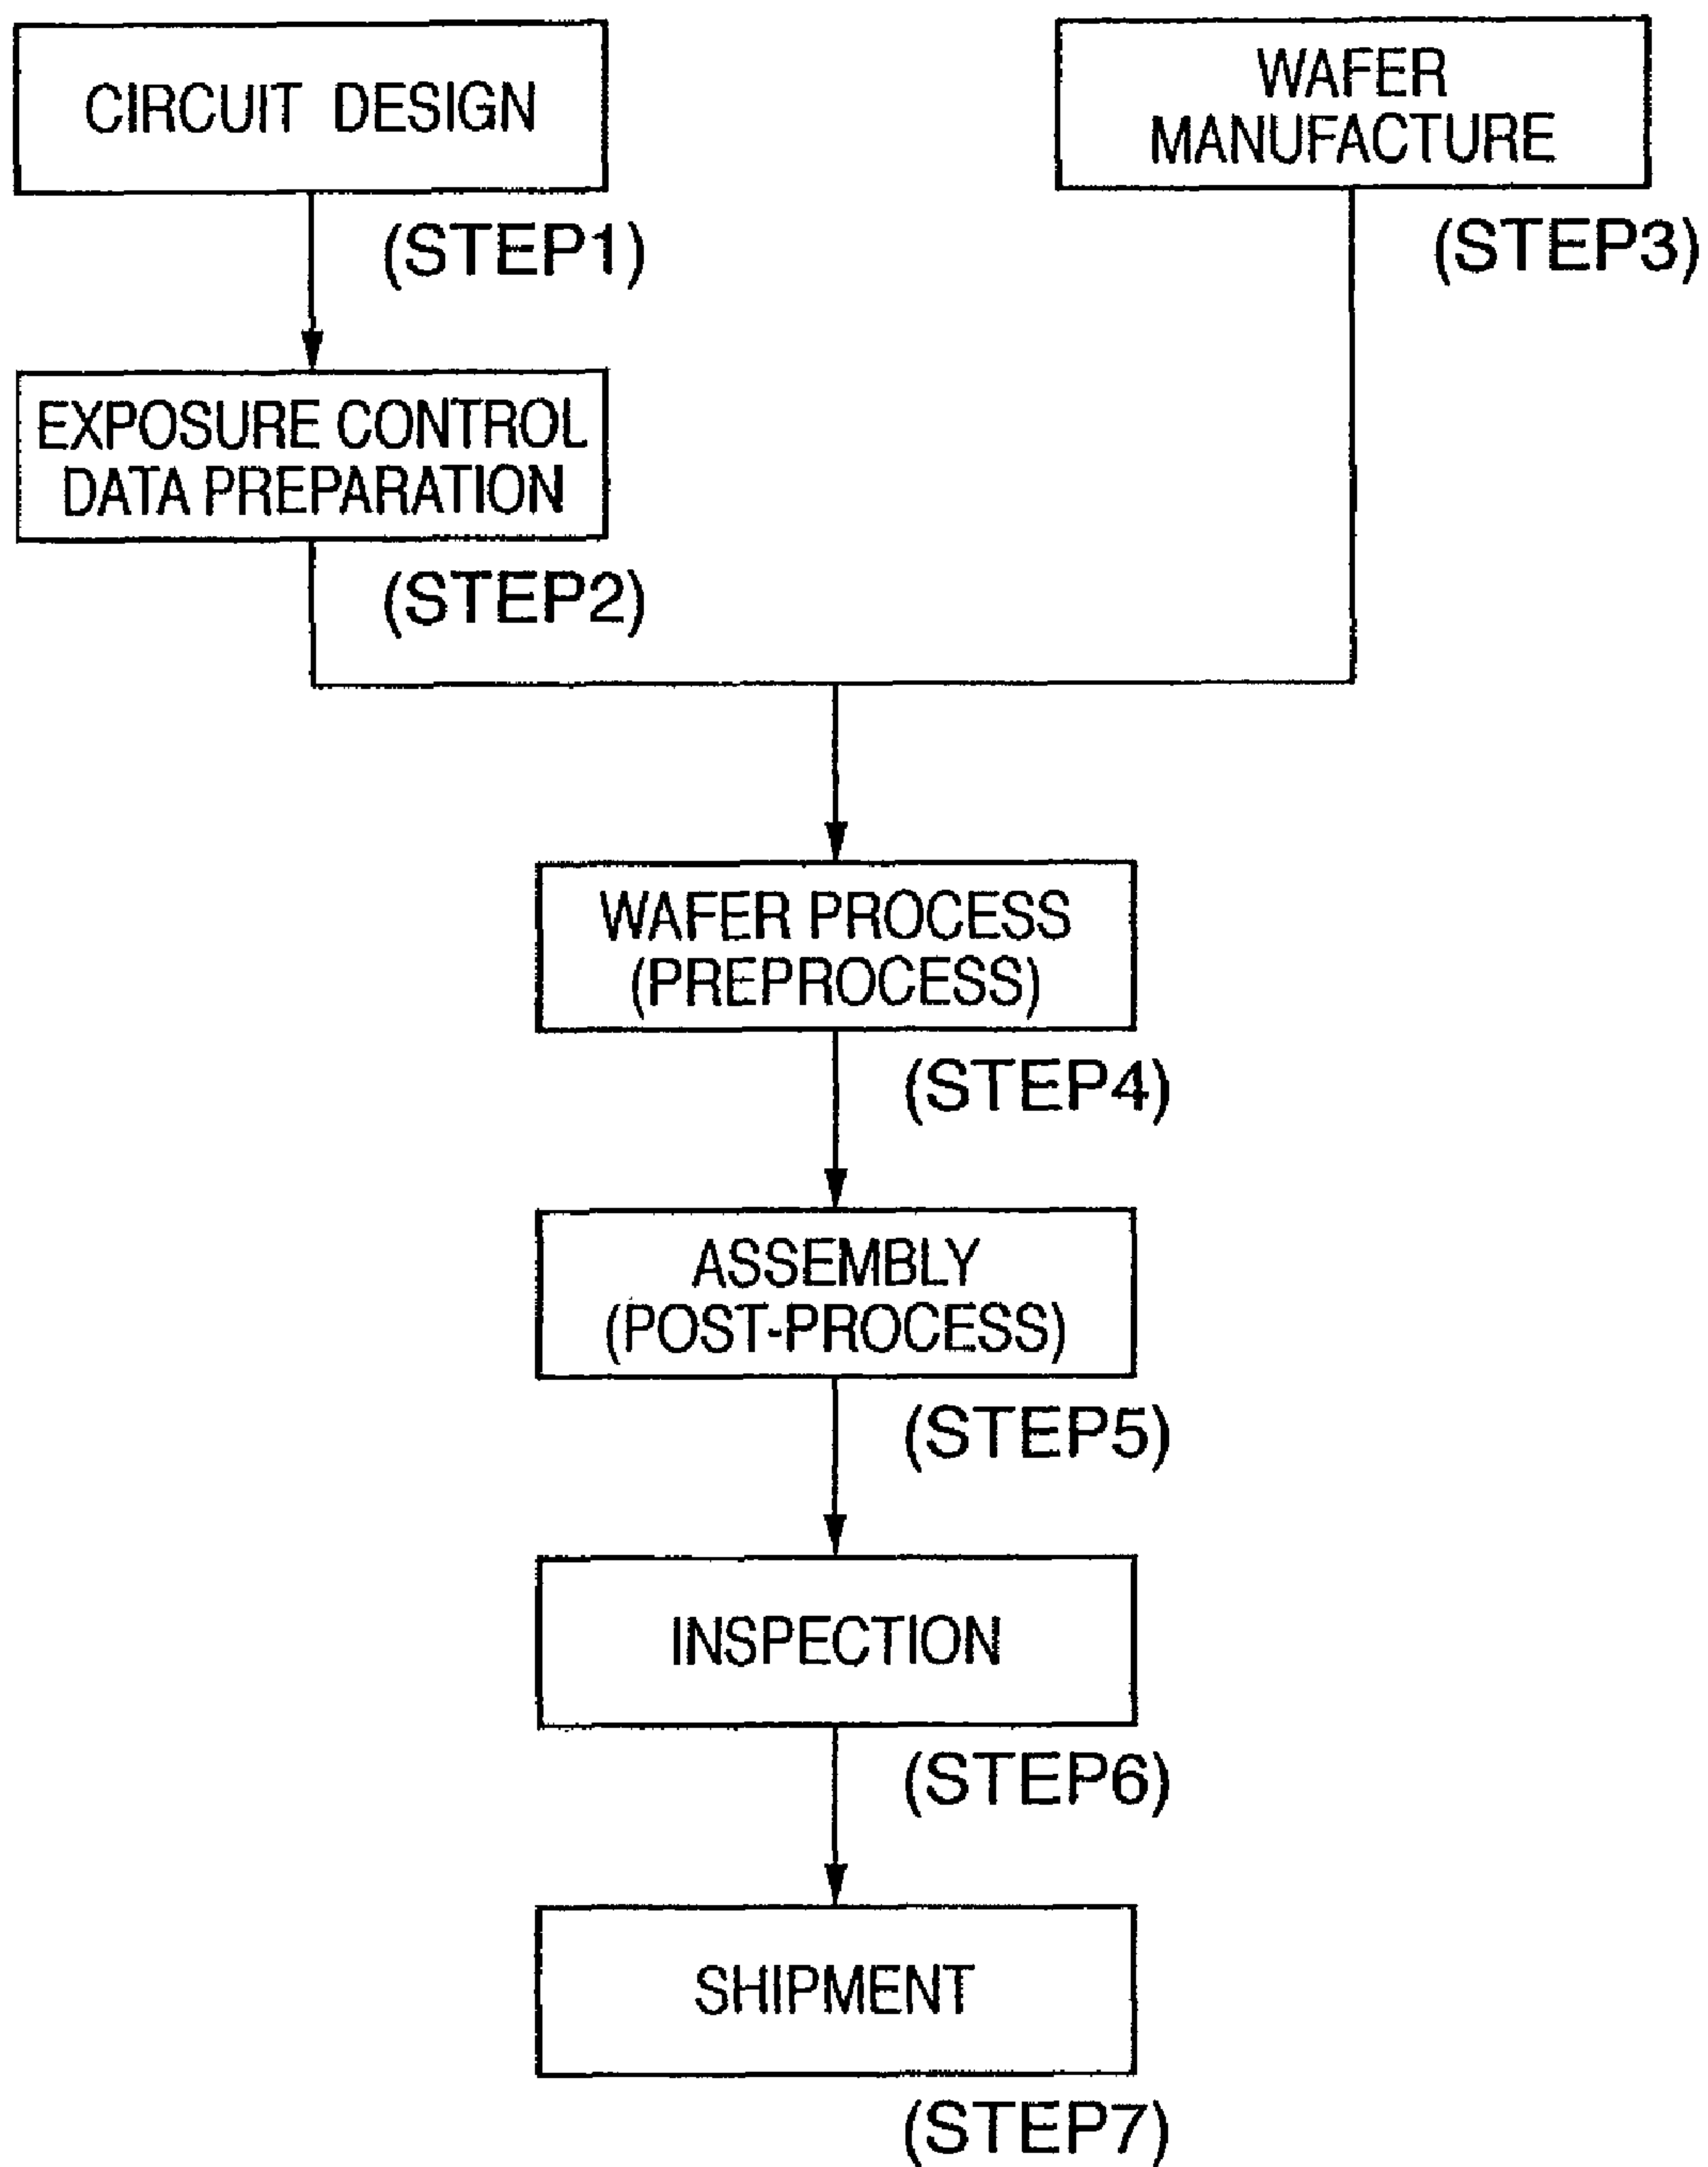 CIRCUIT DESIGN
(STEP1)
EXPOSURE CONTROL
DATA PREPARATION
(STEP2)
WAFER
MANUFACTURE
(STEP3)
WAFER PROCESS
(PREPROCESS)
(STEP4)
ASSEMBLY
(POST-PROCESS)
(STEP5)
INSPECTION
(STEP6)
SHIPMENT
(STEP7)